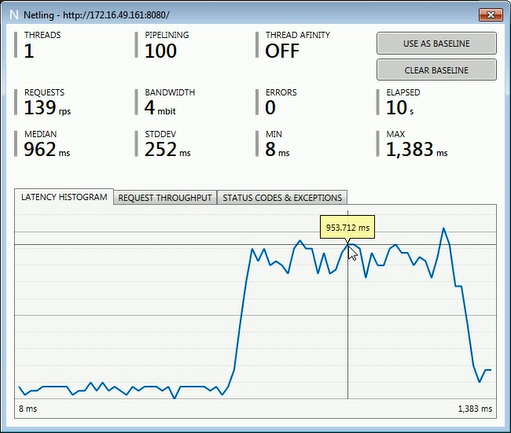 N Netling - http://172.16.49.161:8080/
THREADS
1
PIPELINING
100
THREAD AFINITY
OFF
USE AS BASELINE
CLEAR BASELINE
REQUESTS
139 rps
BANDWIDTH
4 mbit
ERRORS
0
ELAPSED
10 s
MEDIAN
962 ms
STDDEV
252 ms
MIN
8 ms
MAX
1,383 ms
LATENCY HISTOGRAM
REQUEST THROUGHPUT
STATUS CODES & EXCEPTIONS
953.712 ms
8 ms
1,383 ms